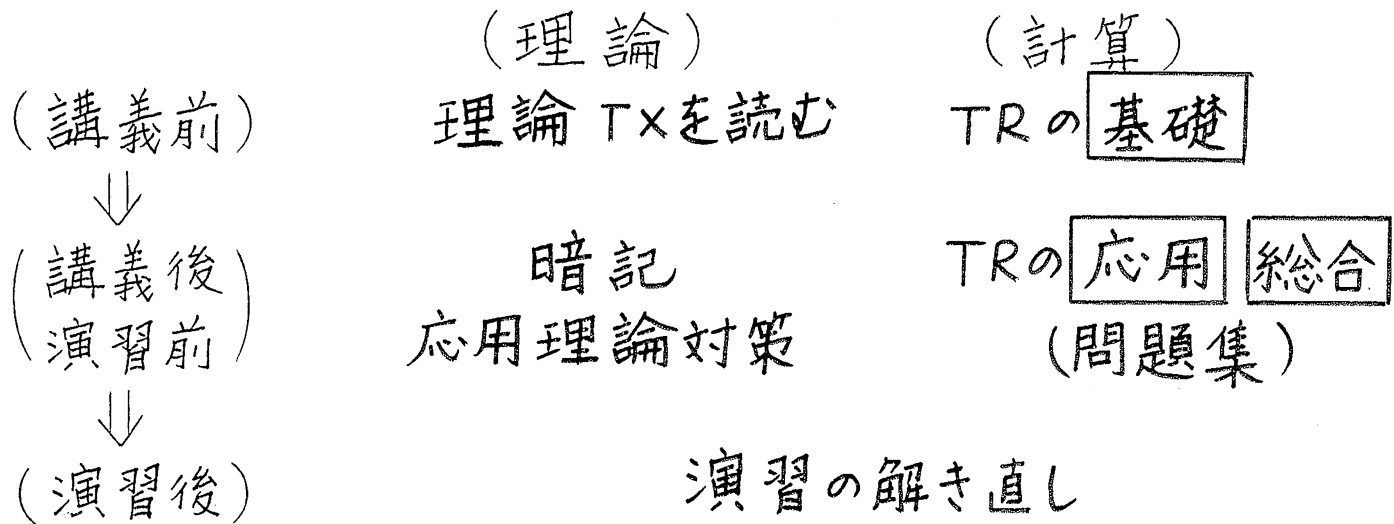 (理論) (計算)
(講義前) 理論TXを読む TRの基礎
⇓
(講義後 暗記 TRの応用 総合
演習前) 応用理論対策 (問題集)
⇓
(演習後) 演習の解き直し